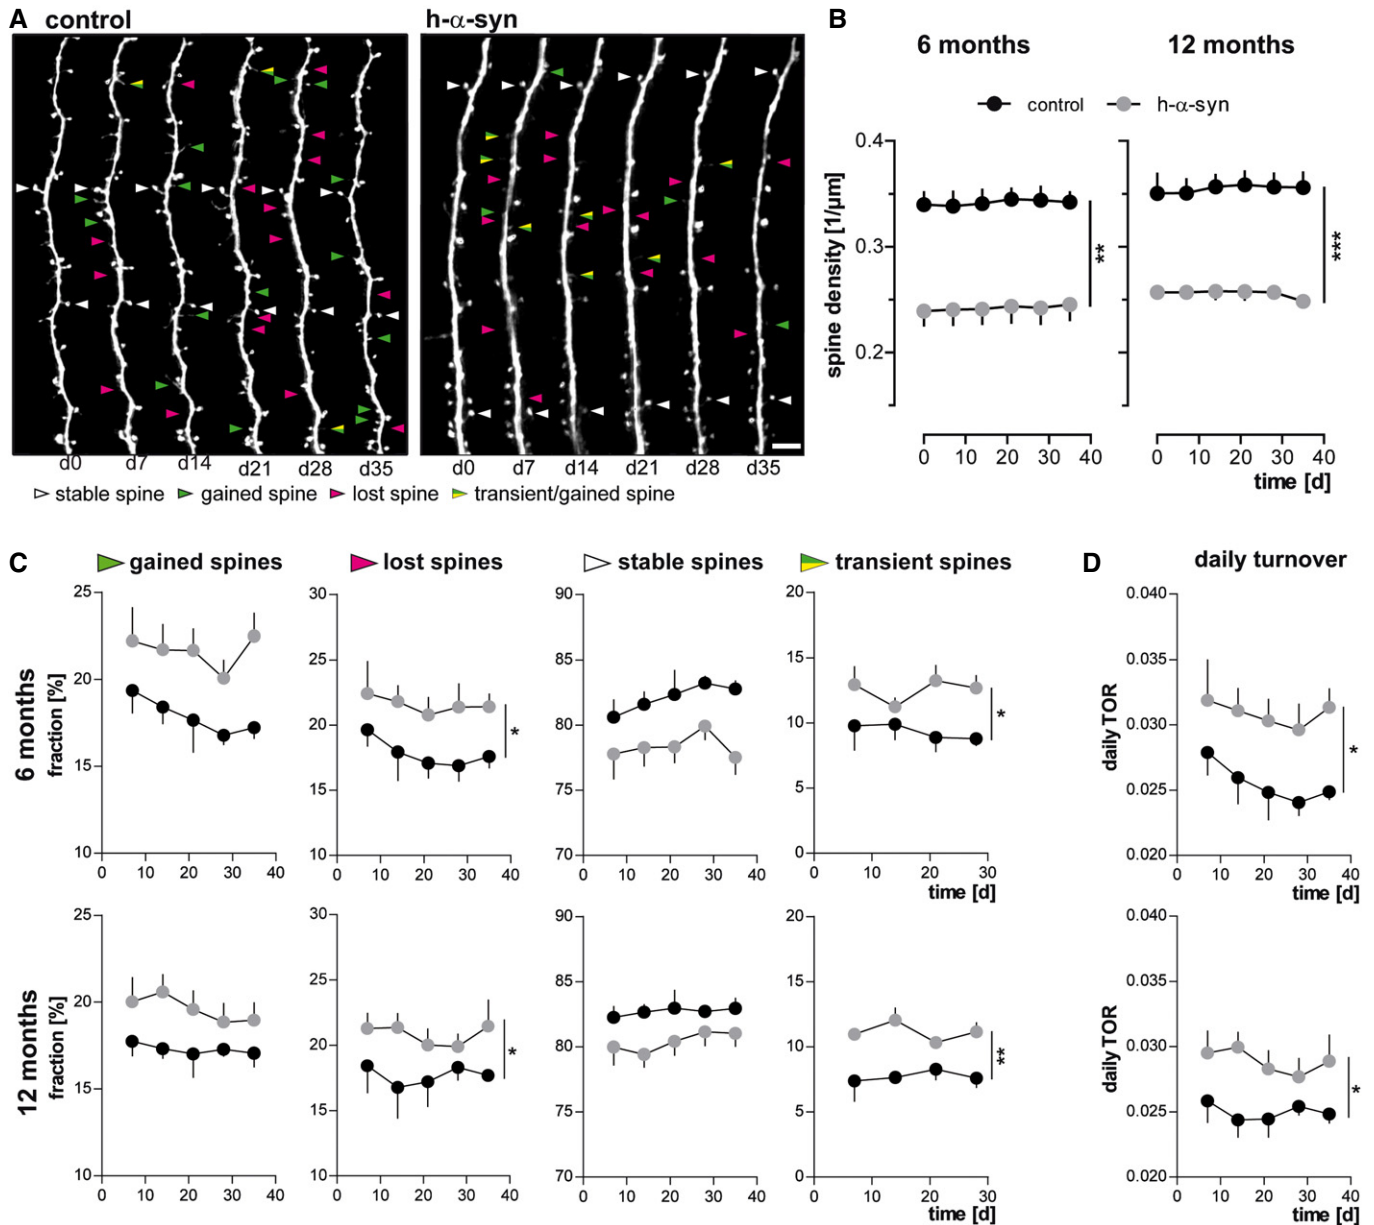 A control h-α-syn
d0 d7 d14 d21 d28 d35 d0 d7 d14 d21 d28 d35
stable spine gained spine lost spine transient/gained spine
B
6 months 12 months
control h-α-syn
spine density [1/µm]
0.4
0.3
0.2
**
***
0 10 20 30 40 0 10 20 30 40
time [d]
C gained spines lost spines stable spines transient spines
6 months
fraction [%]
25
20
15
10
0 10 20 30 40
30
25
20
15
10
*
0 10 20 30 40
90
85
80
75
70
0 10 20 30 40
20
15
10
5
0
*
0 10 20 30
time [d]
12 months
fraction [%]
25
20
15
10
0 10 20 30 40
30
25
20
15
10
*
0 10 20 30 40
90
85
80
75
70
0 10 20 30 40
20
15
10
5
0
**
0 10 20 30
time [d]
D daily turnover
daily TOR
0.040
0.035
0.030
0.025
0.020
*
0 10 20 30 40
time [d]
daily TOR
0.040
0.035
0.030
0.025
0.020
*
0 10 20 30 40
time [d]